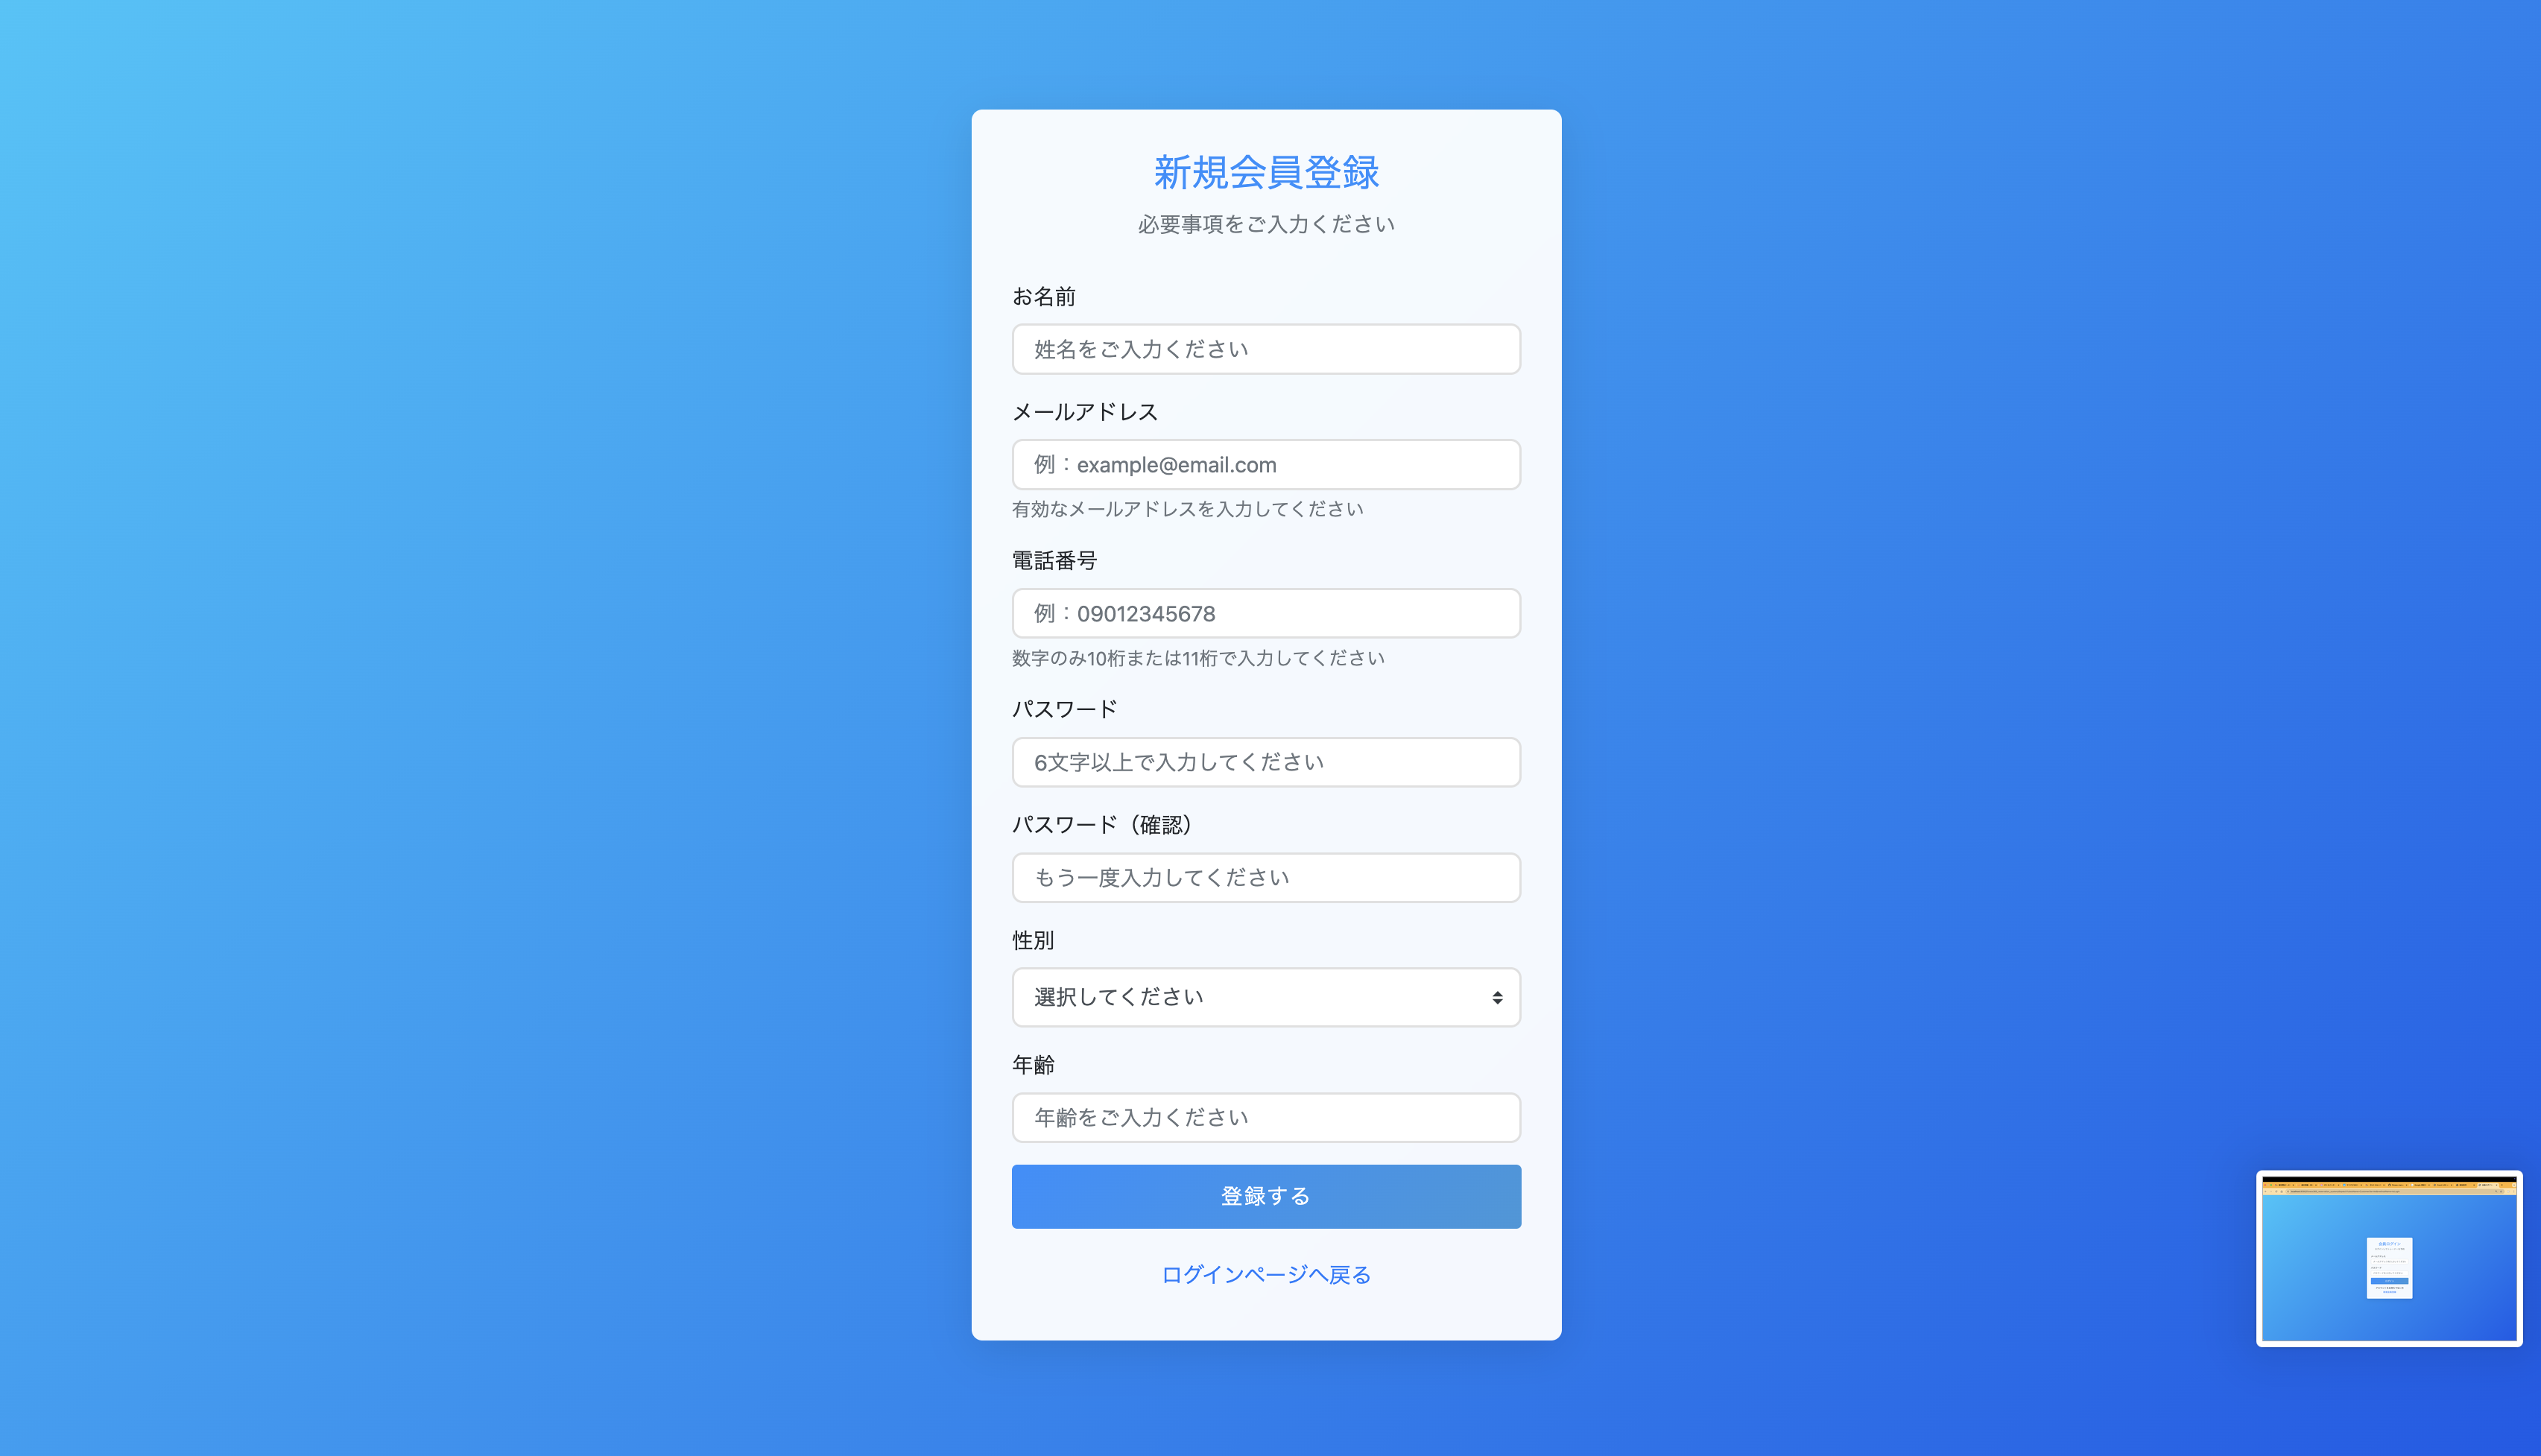 新規会員登録
必要事項をご入力ください
お名前
姓名をご入力ください
メールアドレス
例：example@email.com
有効なメールアドレスを入力してください
電話番号
例：09012345678
数字のみ10桁または11桁で入力してください
パスワード
6文字以上で入力してください
パスワード（確認）
もう一度入力してください
性別
選択してください
年齢
年齢をご入力ください
登録する
ログインページへ戻る